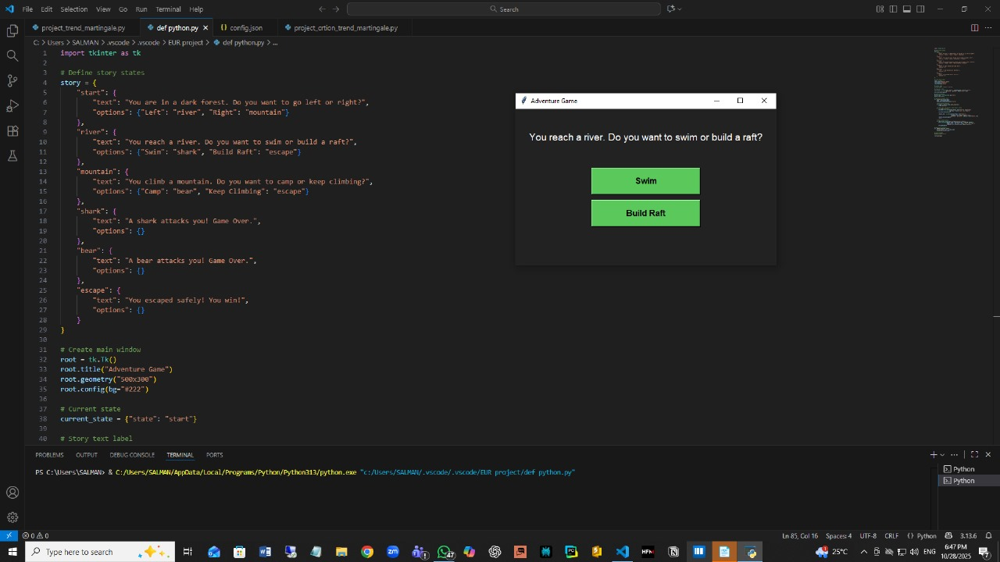 File Edit Selection View Go Run Terminal Help
Search
project_trend_martingale.py
def python.py
config.json
project_crtion_trend_martingale.py
C: > Users > SALMAN > .vscode > .vscode > EUR project > def python.py > ...
1 import tkinter as tk
2
3 # Define story states
4 story = {
5 "start": {
6 "text": "You are in a dark forest. Do you want to go left or right?",
7 "options": {"Left": "river", "Right": "mountain"}
8 },
9 "river": {
10 "text": "You reach a river. Do you want to swim or build a raft?",
11 "options": {"Swim": "shark", "Build Raft": "escape"}
12 },
13 "mountain": {
14 "text": "You climb a mountain. Do you want to camp or keep climbing?",
15 "options": {"Camp": "bear", "Keep Climbing": "escape"}
16 },
17 "shark": {
18 "text": "A shark attacks you! Game Over.",
19 "options": {}
20 },
21 "bear": {
22 "text": "A bear attacks you! Game Over.",
23 "options": {}
24 },
25 "escape": {
26 "text": "You escaped safely! You win!",
27 "options": {}
28 }
29 }
30
31 # Create main window
32 root = tk.Tk()
33 root.title("Adventure Game")
34 root.geometry("500x300")
35 root.config(bg="#222")
36
37 # Current state
38 current_state = {"state": "start"}
39
40 # Story text label
Adventure Game
You reach a river. Do you want to swim or build a raft?
Swim
Build Raft
PROBLEMS OUTPUT DEBUG CONSOLE TERMINAL PORTS
PS C:\Users\SALMAN> & C:/Users/SALMAN/AppData/Local/Programs/Python/Python313/python.exe "c:/Users/SALMAN/.vscode/.vscode/EUR project/def python.py"
Python
Python
0 0
Ln 85, Col 16 Spaces: 4 UTF-8 CRLF {} Python 3.13.6
Type here to search
zm
47
PC
HFM
23°C
ENG
6:47 PM
10/28/2025